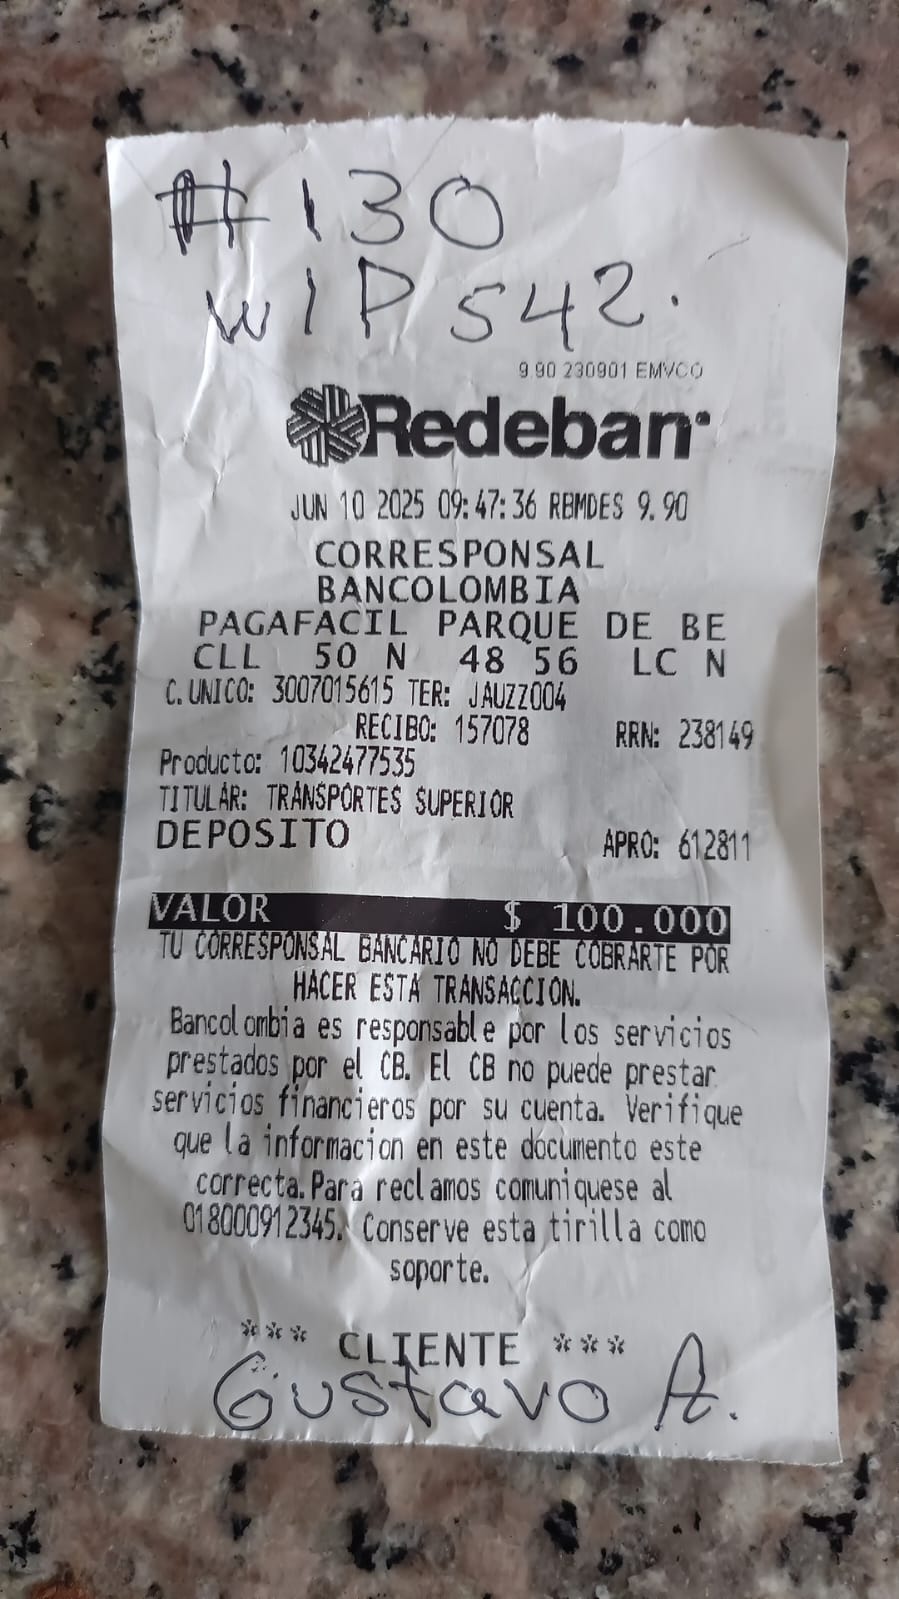 # 130
WIP 542.
9.90 230901 EMVCO
Redeban
JUN 10 2025 09:47:36 RBMDES 9.90
CORRESPONSAL
BANCOLOMBIA
PAGAFACIL PARQUE DE BE
CLL 50 N 48 56 LC N
C.UNICO: 3007015615 TER: JAUZZ004
RECIBO: 157078 RRN: 238149
Producto: 10342477535
TITULAR: TRANSPORTES SUPERIOR
DEPOSITO APRO: 612811
VALOR $ 100.000
TU CORRESPONSAL BANCARIO NO DEBE COBRARTE POR
HACER ESTA TRANSACCION.
Bancolombia es responsable por los servicios
prestados por el CB. El CB no puede prestar
servicios financieros por su cuenta. Verifique
que la informacion en este documento este
correcta.Para reclamos comuniquese al
018000912345. Conserve esta tirilla como
soporte.
*** CLIENTE ***
Gustavo A.